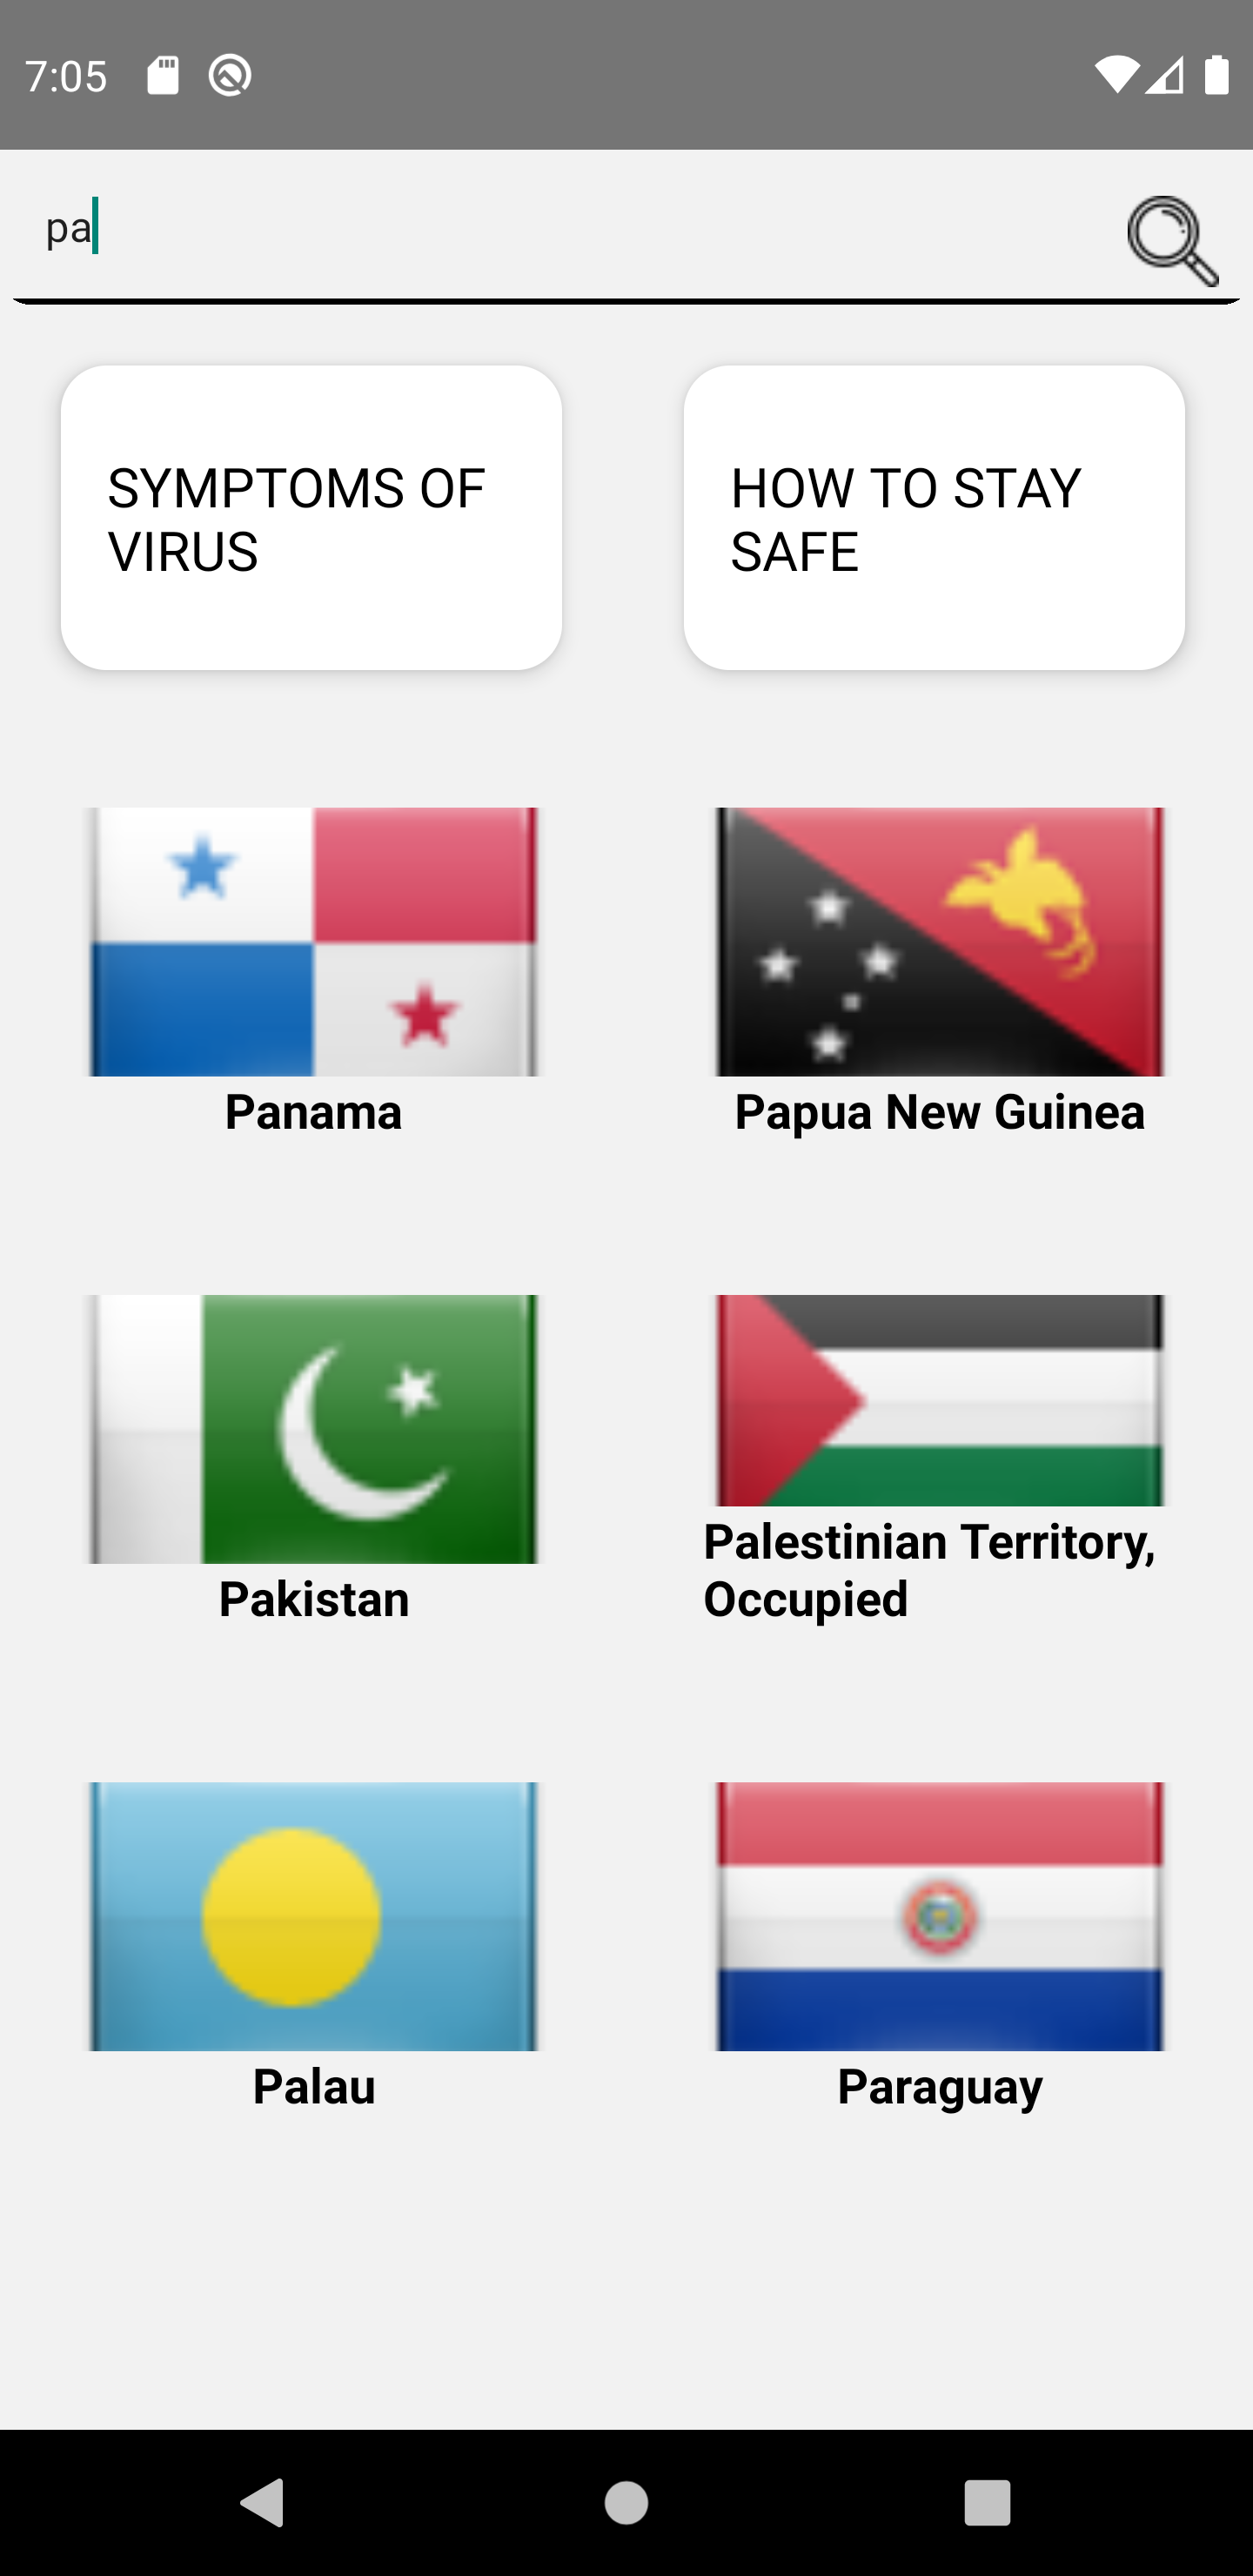 7:05
pa
SYMPTOMS OF
VIRUS
HOW TO STAY
SAFE
Panama
Papua New Guinea
Pakistan
Palestinian Territory,
Occupied
Palau
Paraguay